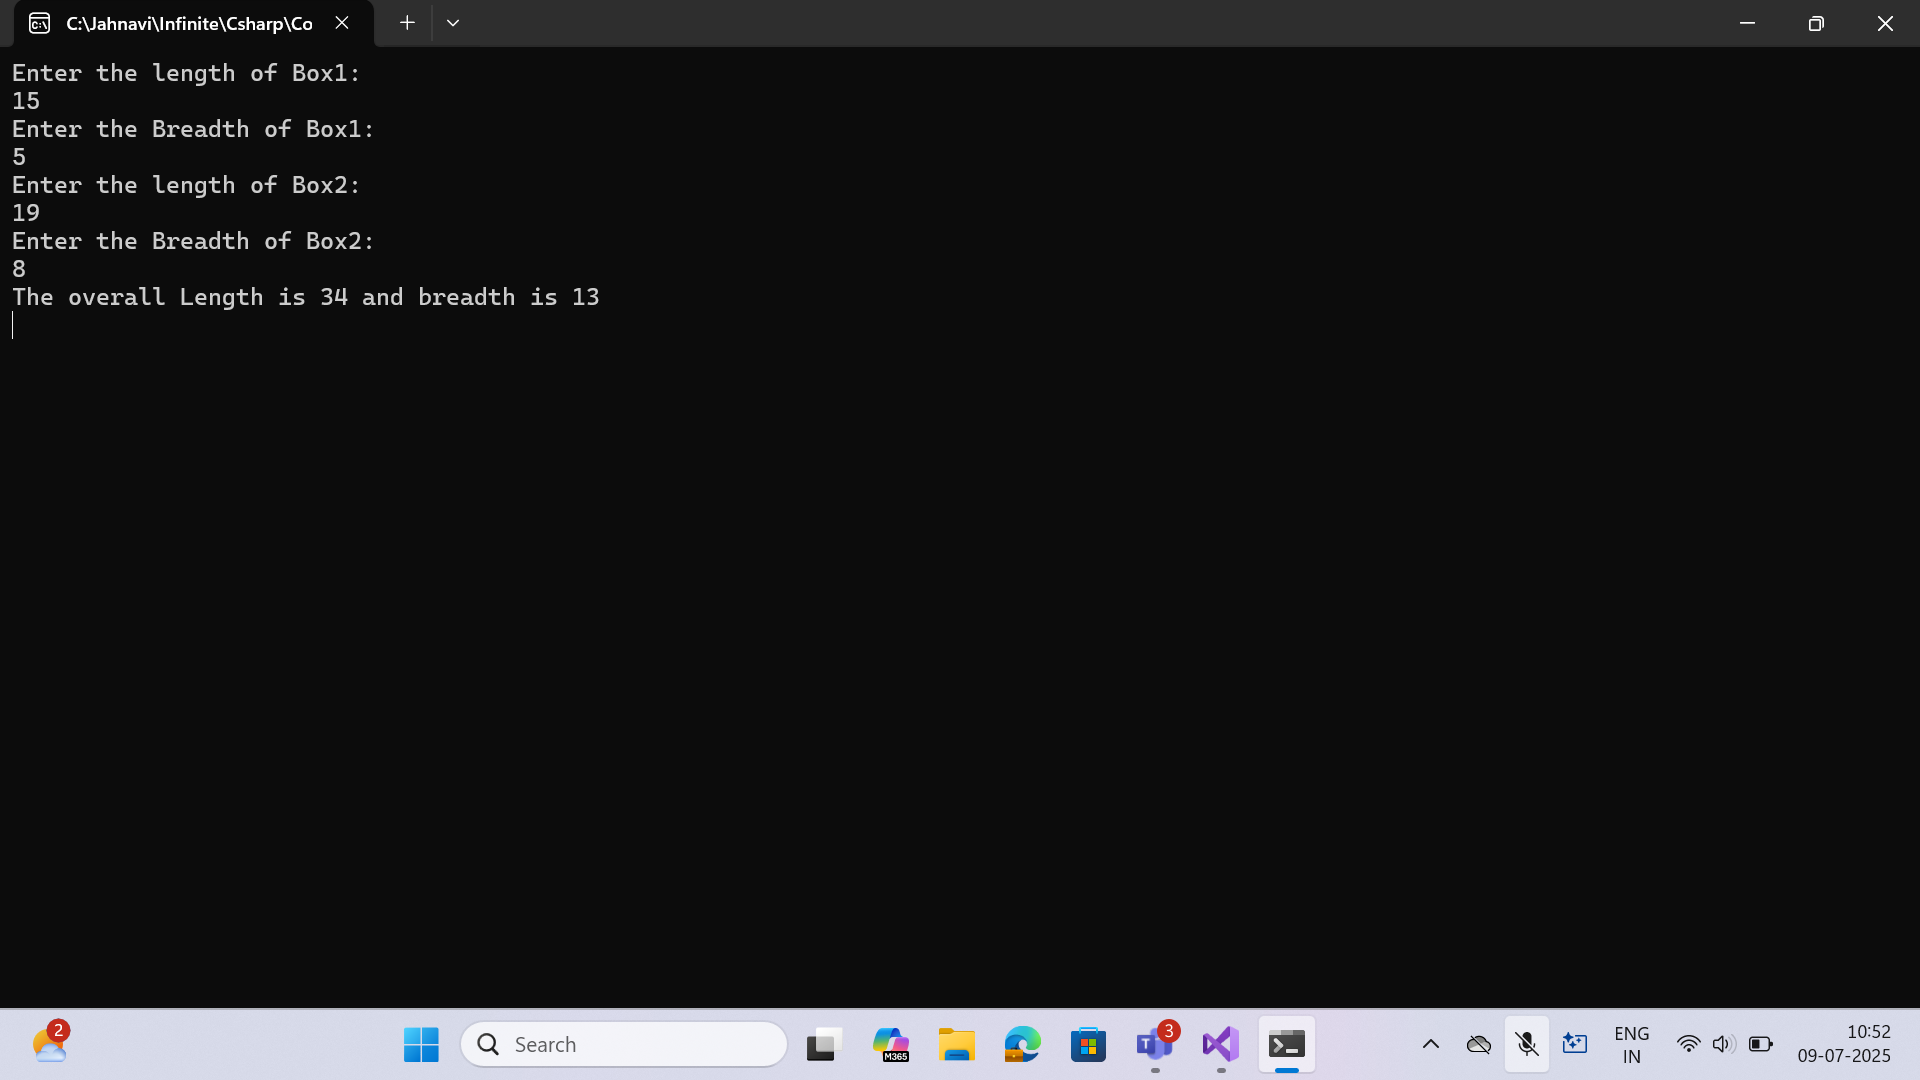 C:\Jahnavi\Infinite\Csharp\Co
Enter the length of Box1:
15
Enter the Breadth of Box1:
5
Enter the length of Box2:
19
Enter the Breadth of Box2:
8
The overall Length is 34 and breadth is 13
2
Search
M365
T
3
ENG
IN
10:52
09-07-2025